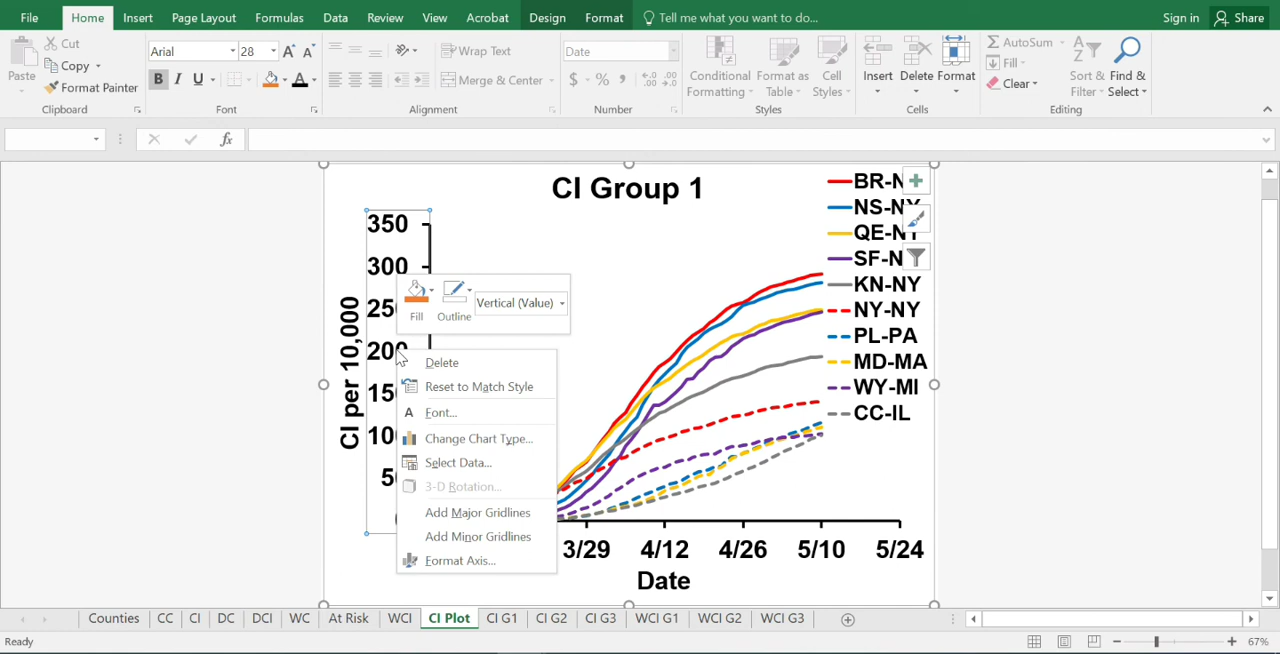 File Home Insert Page Layout Formulas Data Review View Acrobat Design Format Tell me what you want to do... Sign in Share
Cut
Copy
Format Painter
Paste
Clipboard
Arial 28
B I U A
Font
Wrap Text
Merge & Center
Alignment
Date
$ % ,
Number
Conditional Formatting
Format as Table
Cell Styles
Styles
Insert Delete Format
Cells
AutoSum
Fill
Clear
Sort & Filter
Find & Select
Editing
fx
CI Group 1
350
300
200
CI per 10,000
3/29 4/12 4/26 5/10 5/24
Date
NS-NY
QE-NY
KN-NY
NY-NY
PL-PA
MD-MA
WY-MI
CC-IL
Fill Outline Vertical (Value)
Delete
Reset to Match Style
Font...
Change Chart Type...
Select Data...
3-D Rotation...
Add Major Gridlines
Add Minor Gridlines
Format Axis...
Counties CC CI DC DCI WC At Risk WCI CI Plot CI G1 CI G2 CI G3 WCI G1 WCI G2 WCI G3
Ready
67%